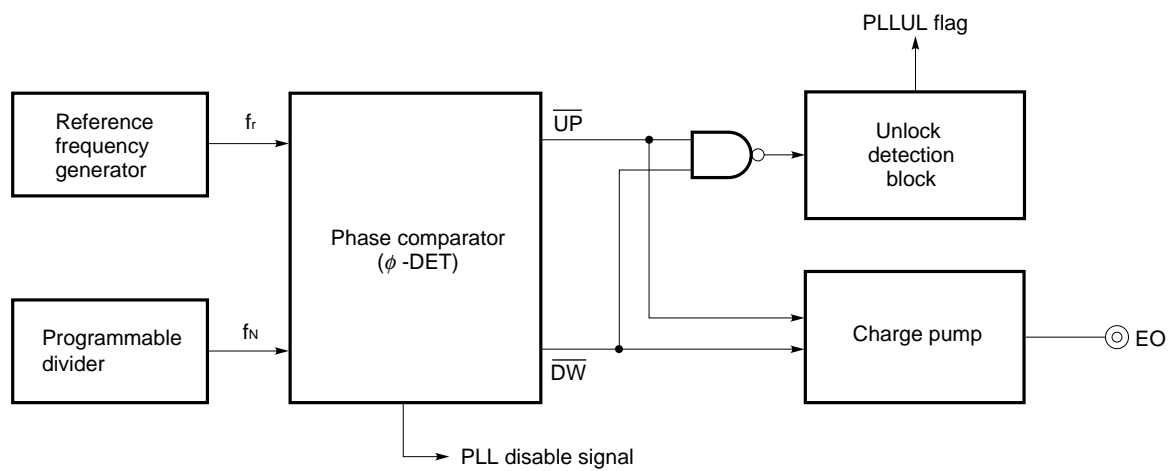 PLLUL flag
Reference
frequency
generator
fr
UP
Unlock
detection
block
Phase comparator
(ϕ -DET)
Programmable
divider
fN
DW
Charge pump
EO
PLL disable signal